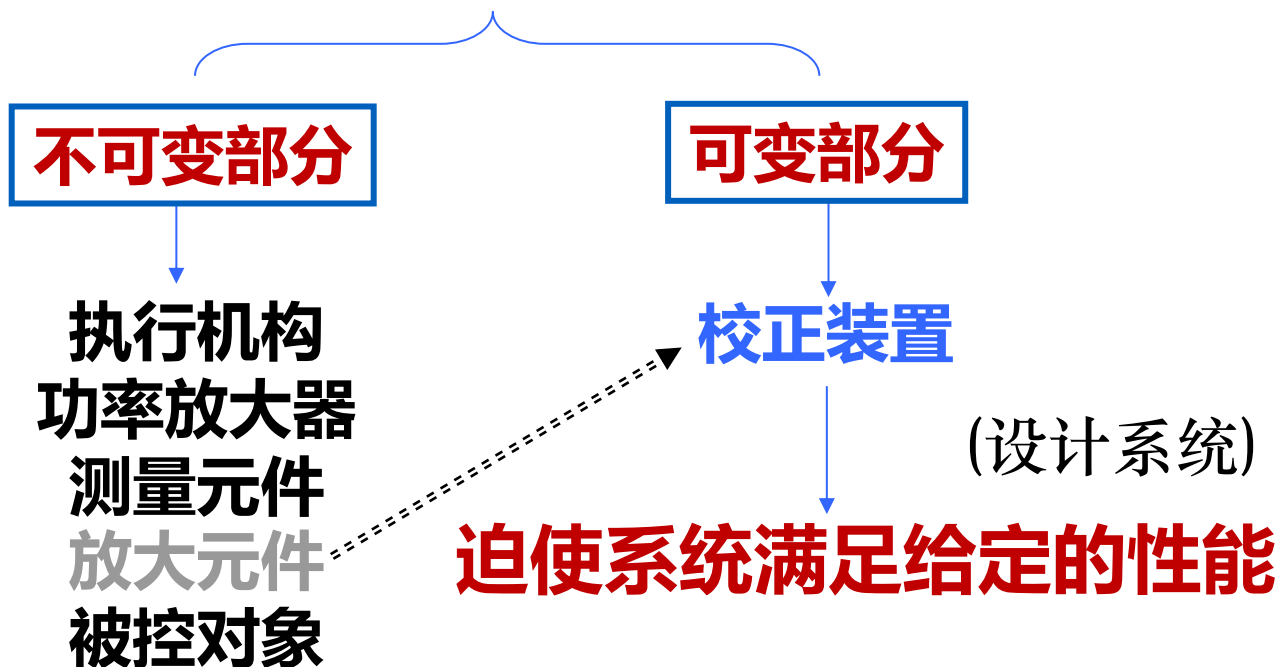 不可变部分
可变部分
执行机构
功率放大器
测量元件
放大元件
被控对象
校正装置
(设计系统)
迫使系统满足给定的性能